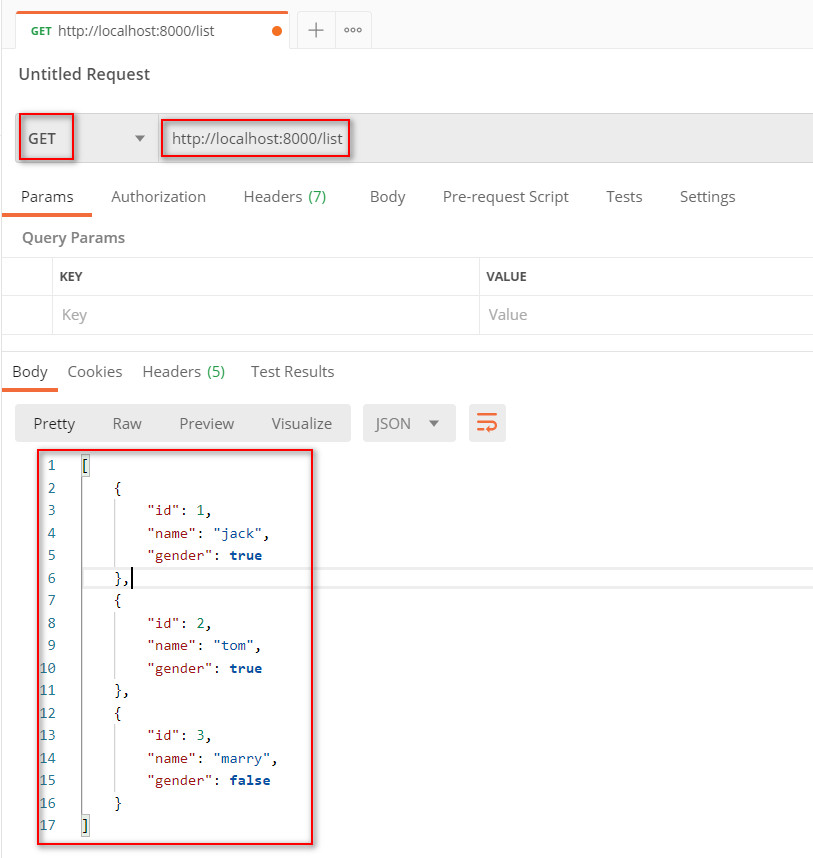 GET http://localhost:8000/list
Untitled Request
GET http://localhost:8000/list
Params Authorization Headers (7) Body Pre-request Script Tests Settings
Query Params
KEY VALUE
Key Value
Body Cookies Headers (5) Test Results
Pretty Raw Preview Visualize JSON
1 [
2 {
3 "id": 1,
4 "name": "jack",
5 "gender": true
6 },
7 {
8 "id": 2,
9 "name": "tom",
10 "gender": true
11 },
12 {
13 "id": 3,
14 "name": "marry",
15 "gender": false
16 }
17 ]